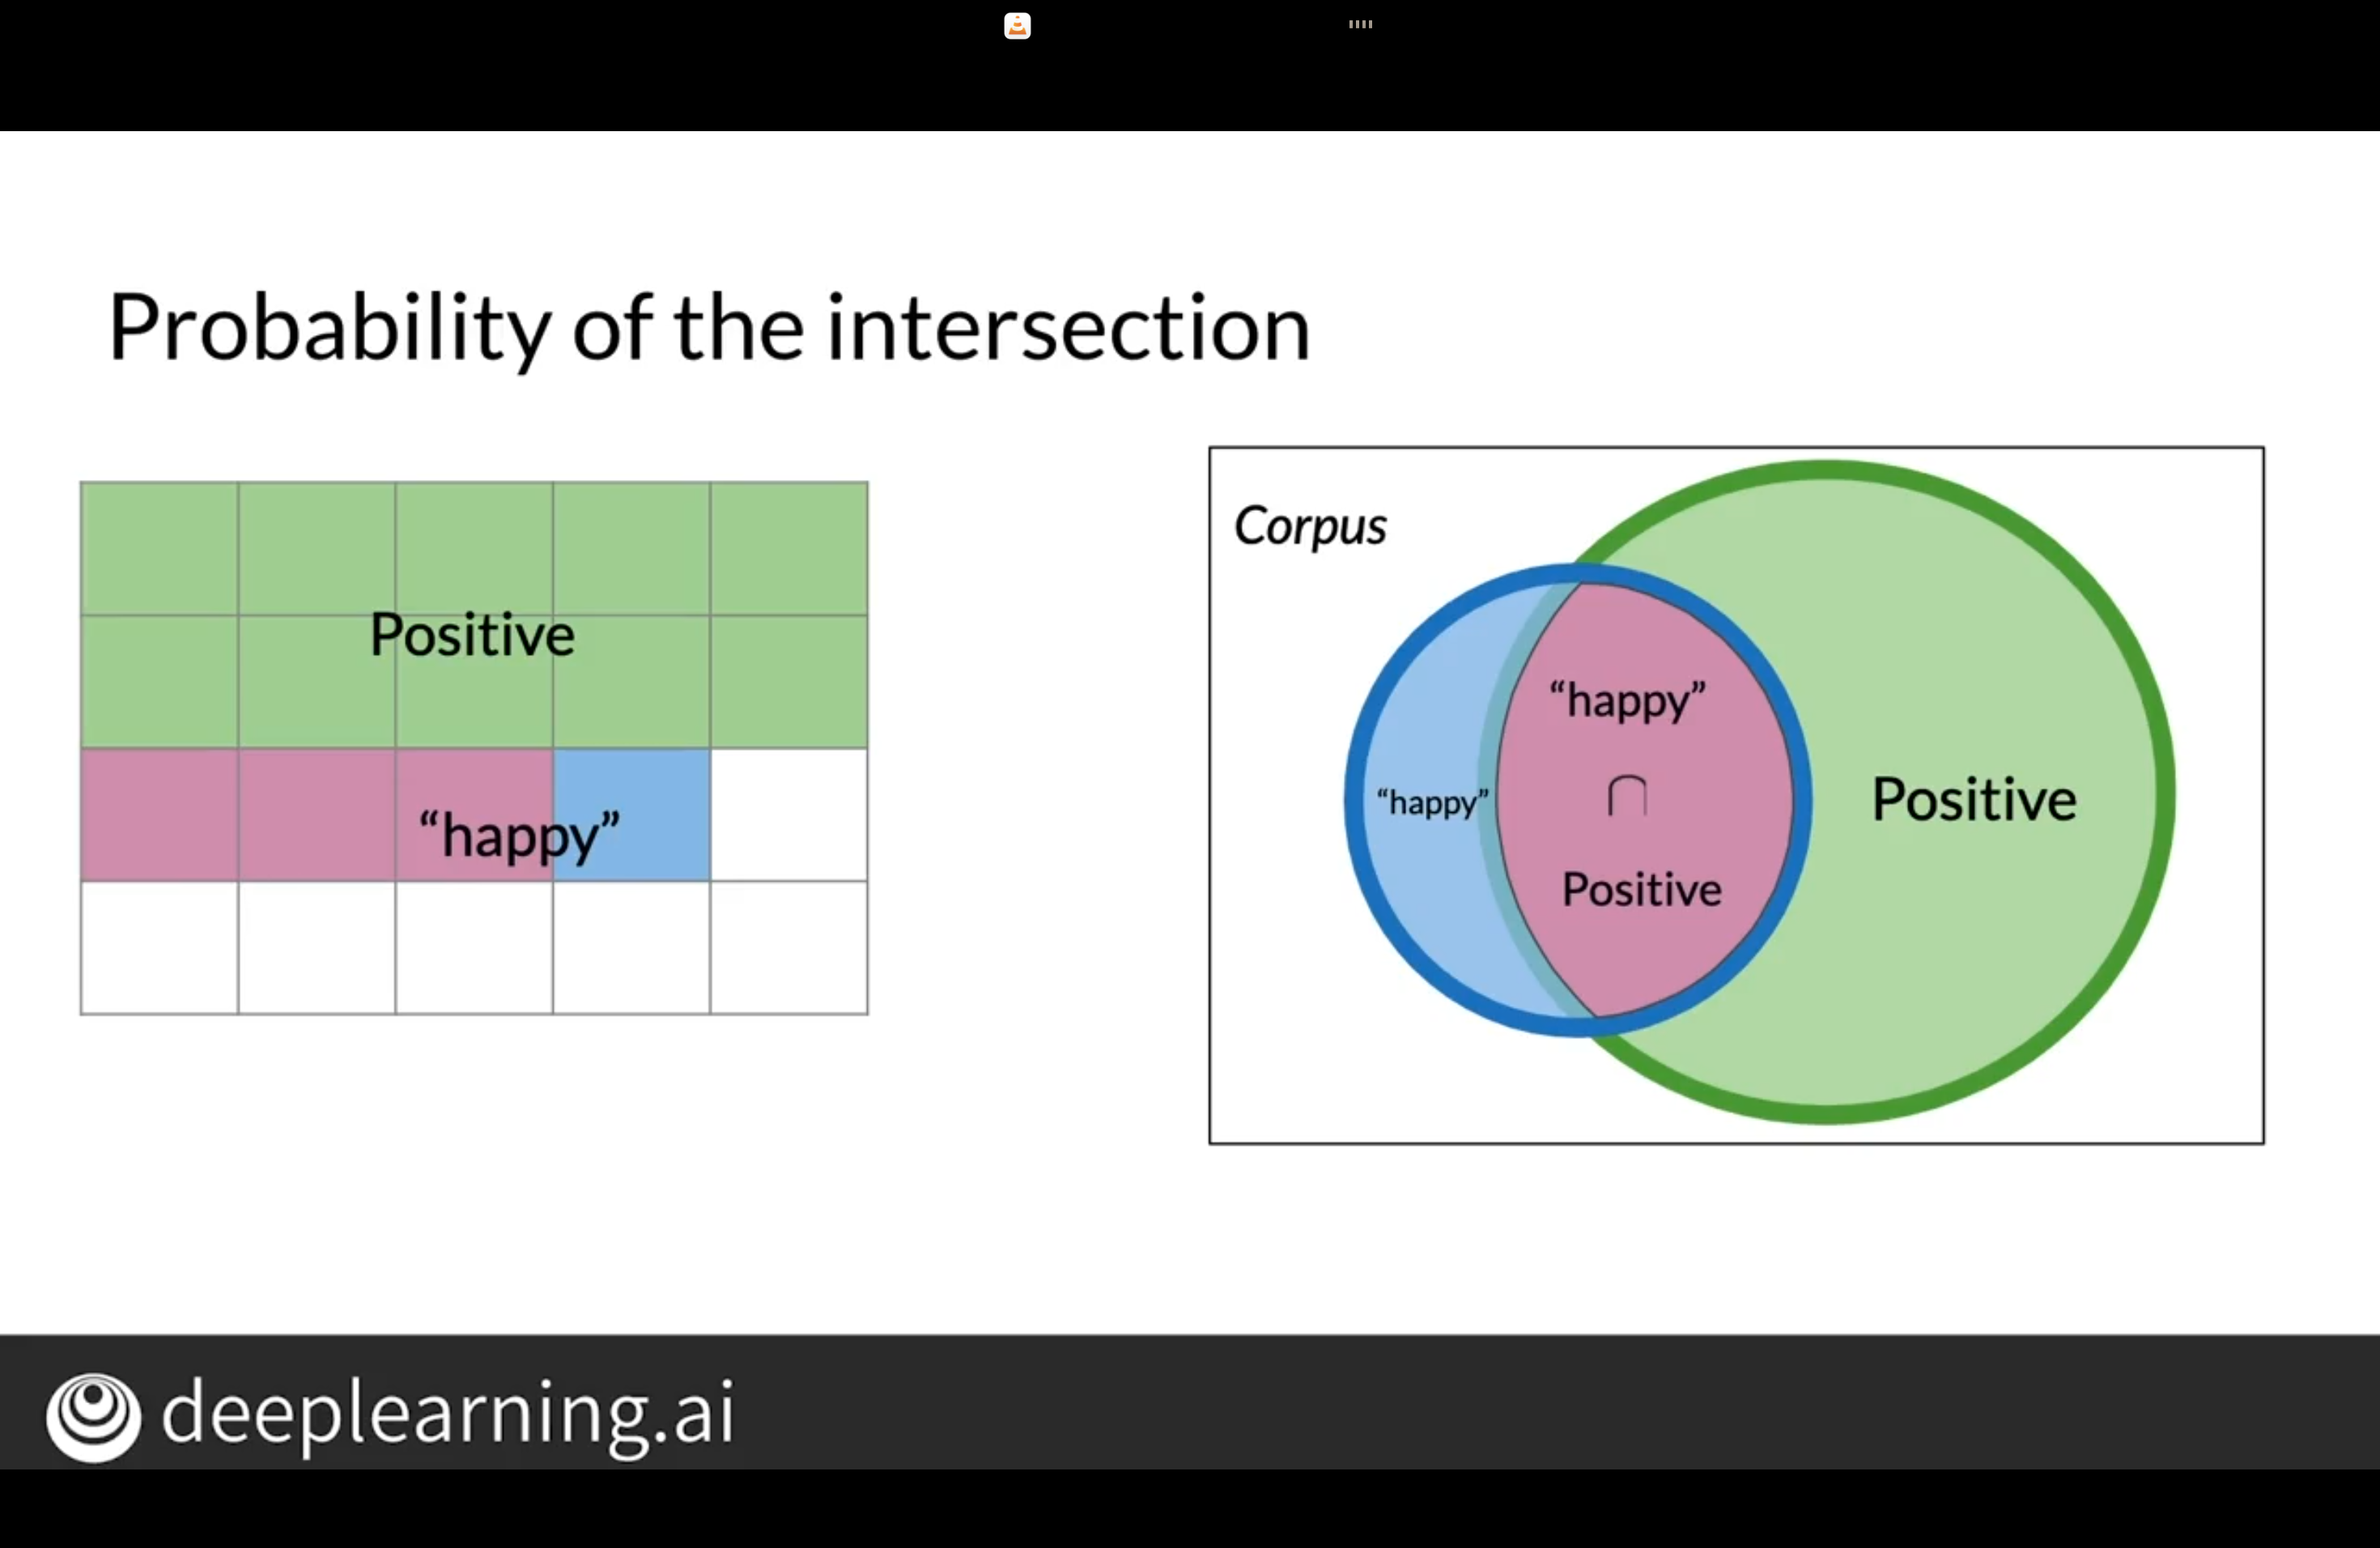 Probability of the intersection
Positive
“happy”
Corpus
“happy”
∩
Positive
“happy”
Positive
deeplearning.ai